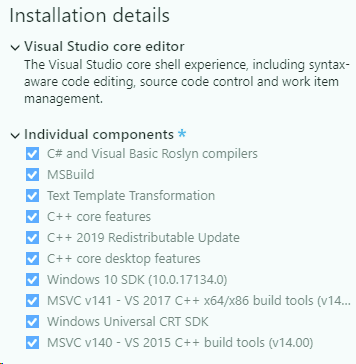 Installation details
Visual Studio core editor
The Visual Studio core shell experience, including syntax-
aware code editing, source code control and work item
management.
Individual components *
C# and Visual Basic Roslyn compilers
MSBuild
Text Template Transformation
C++ core features
C++ 2019 Redistributable Update
C++ core desktop features
Windows 10 SDK (10.0.17134.0)
MSVC v141 - VS 2017 C++ x64/x86 build tools (v14...
Windows Universal CRT SDK
MSVC v140 - VS 2015 C++ build tools (v14.00)